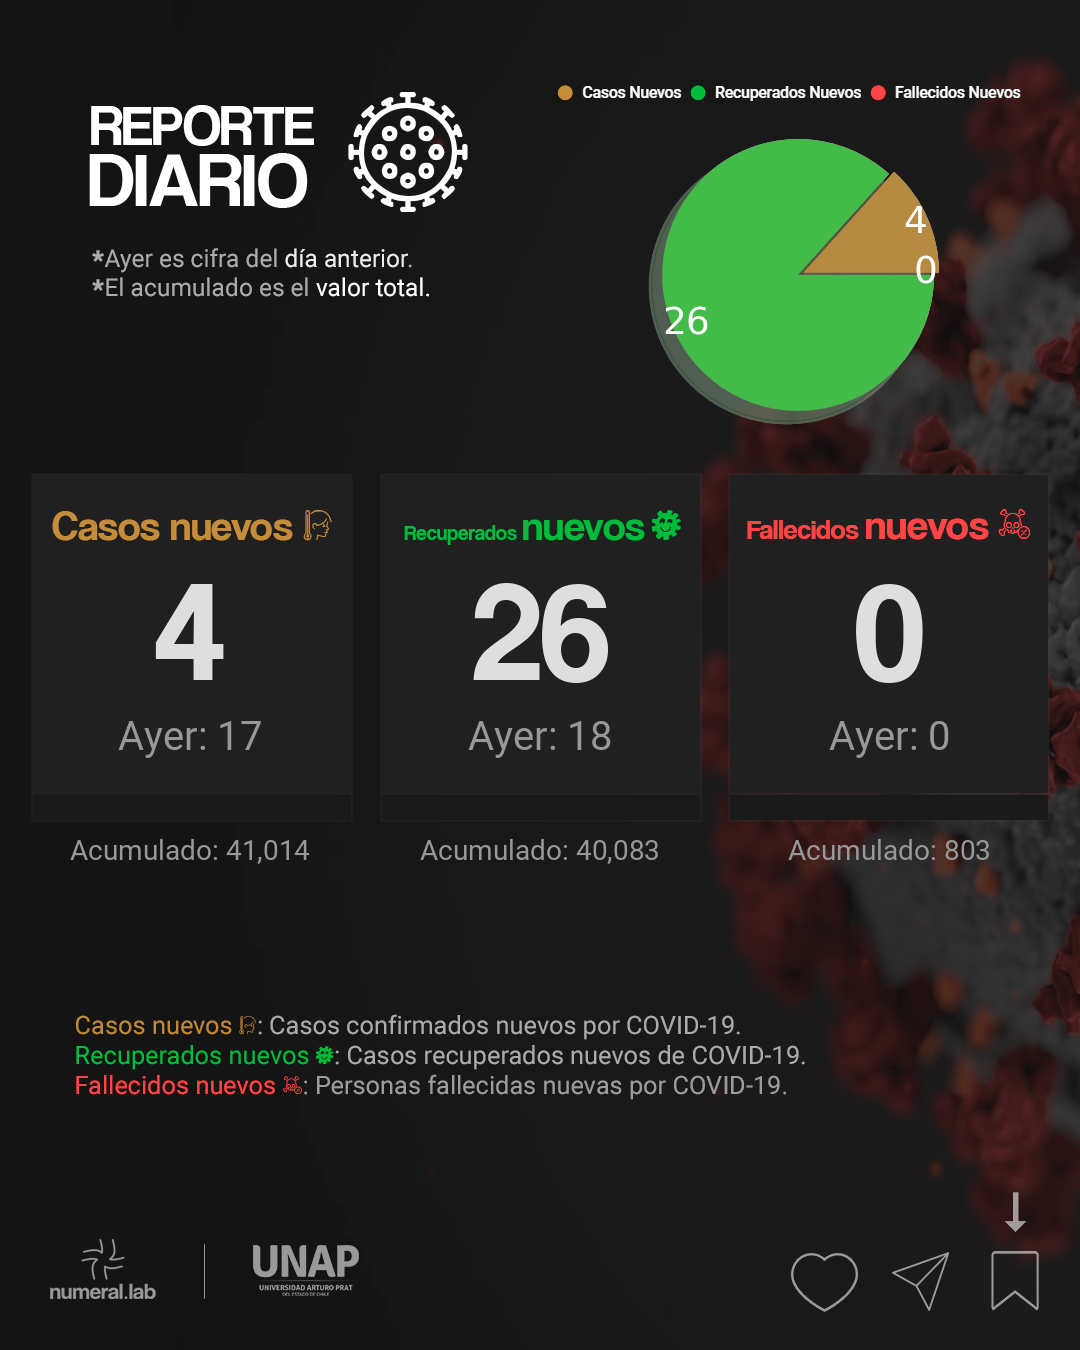 REPORTE
DIARIO
*Ayer es cifra del día anterior.
*El acumulado es el valor total.
Casos Nuevos Recuperados Nuevos Fallecidos Nuevos
4
0
26
Casos nuevos
4
Ayer: 17
Acumulado: 41,014
Recuperados nuevos
26
Ayer: 18
Acumulado: 40,083
Fallecidos nuevos
0
Ayer: 0
Acumulado: 803
Casos nuevos : Casos confirmados nuevos por COVID-19.
Recuperados nuevos : Casos recuperados nuevos de COVID-19.
Fallecidos nuevos : Personas fallecidas nuevas por COVID-19.
numeral.lab
UNAP
UNIVERSIDAD ARTURO PRAT
DEL ESTADO DE CHILE